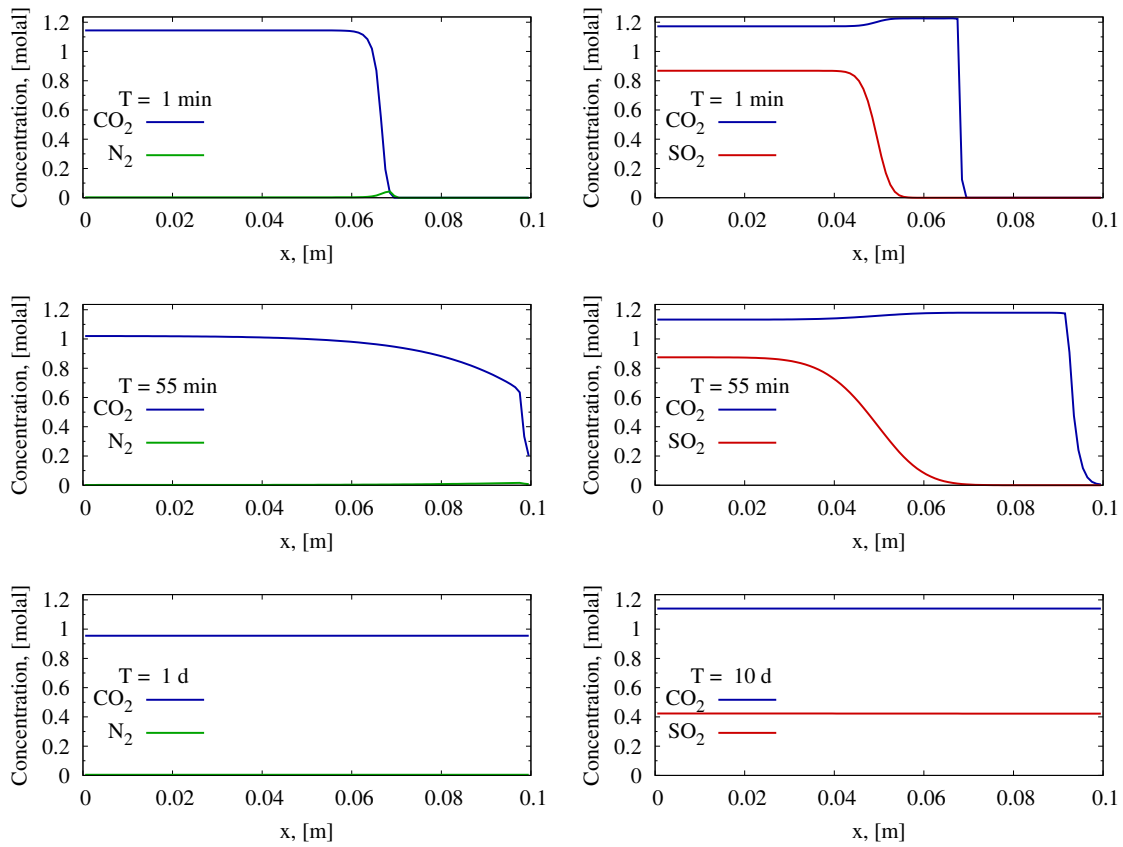 Concentration, [molal]
1.2
1
0.8
0.6
0.4
0.2
0
T = 1 min
CO2
N2
0 0.02 0.04 0.06 0.08 0.1
x, [m]
Concentration, [molal]
1.2
1
0.8
0.6
0.4
0.2
0
T = 1 min
CO2
SO2
0 0.02 0.04 0.06 0.08 0.1
x, [m]
Concentration, [molal]
1.2
1
0.8
0.6
0.4
0.2
0
T = 55 min
CO2
N2
0 0.02 0.04 0.06 0.08 0.1
x, [m]
Concentration, [molal]
1.2
1
0.8
0.6
0.4
0.2
0
T = 55 min
CO2
SO2
0 0.02 0.04 0.06 0.08 0.1
x, [m]
Concentration, [molal]
1.2
1
0.8
0.6
0.4
0.2
0
T = 1 d
CO2
N2
0 0.02 0.04 0.06 0.08 0.1
x, [m]
Concentration, [molal]
1.2
1
0.8
0.6
0.4
0.2
0
T = 10 d
CO2
SO2
0 0.02 0.04 0.06 0.08 0.1
x, [m]